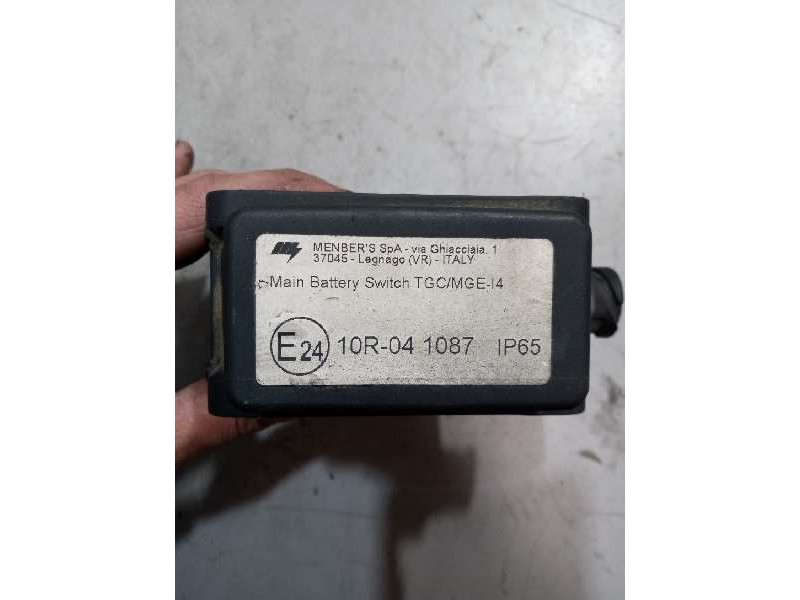 MENBER'S SpA - via Ghiacciaia, 1
37045 - Legnago (VR) - ITALY
Main Battery Switch TGC/MGE-I4
E24 10R-04 1087 IP65